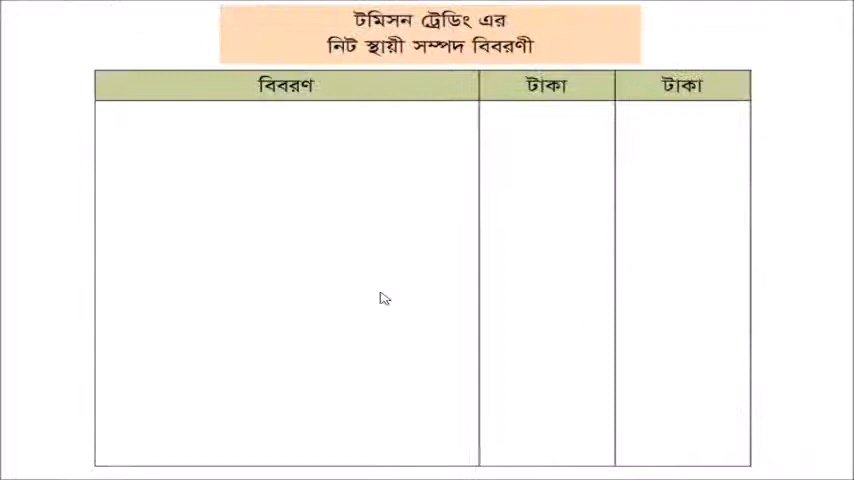 টমিসন ট্রেডিং এর
নিট স্থায়ী সম্পদ বিবরণী
বিবরণ টাকা টাকা